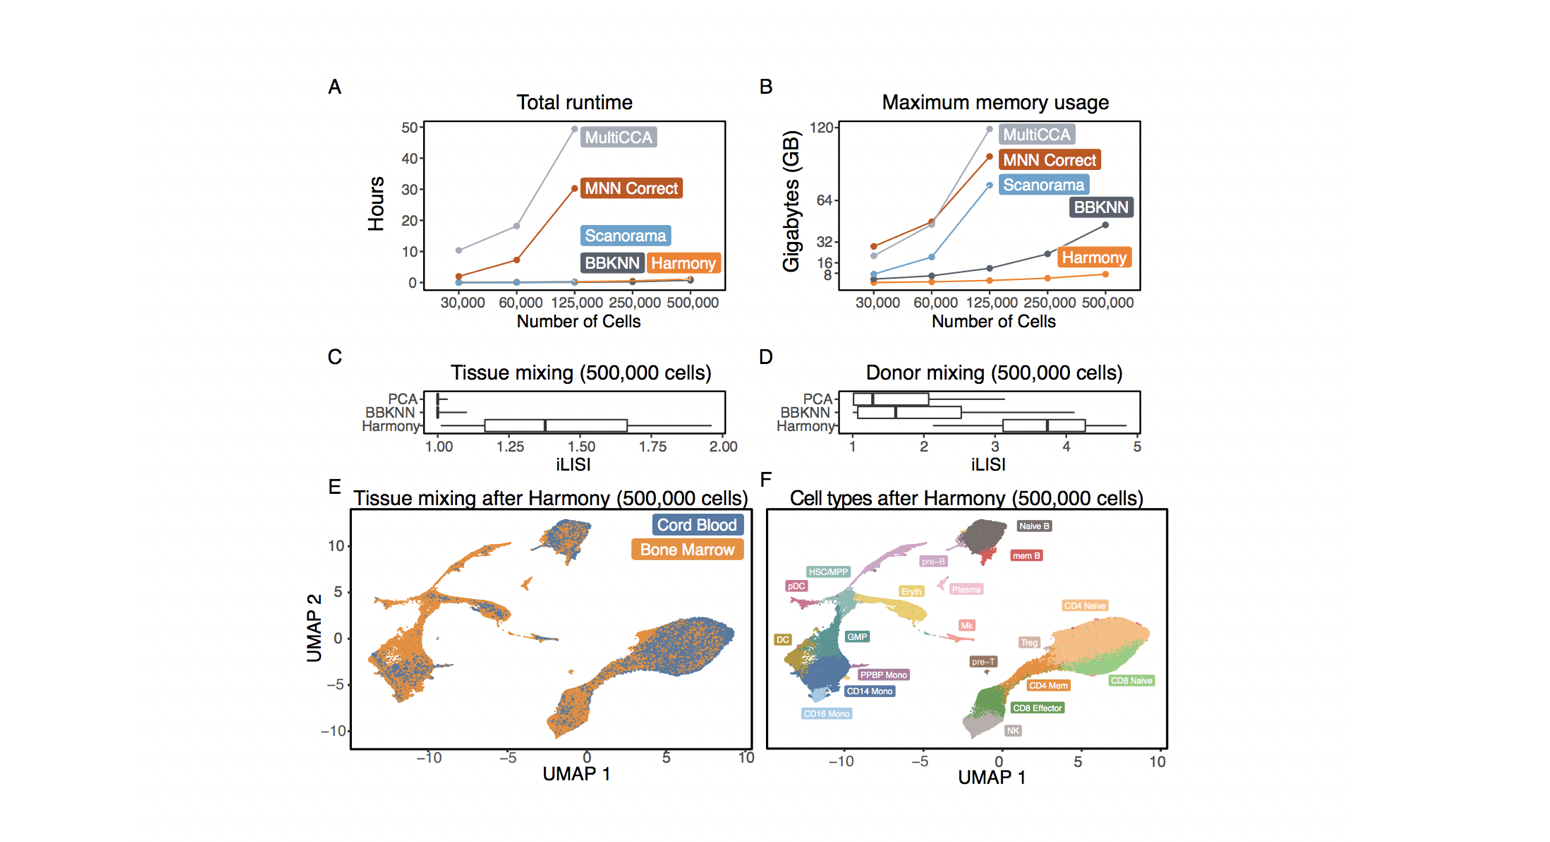 A
Total runtime
50
40
30
20
10
0
Hours
MultiCCA
MNN Correct
Scanorama
BBKNN Harmony
30,000 60,000 125,000 250,000 500,000
Number of Cells
B
Maximum memory usage
120
64
32
16
8
Gigabytes (GB)
MultiCCA
MNN Correct
Scanorama
BBKNN
Harmony
30,000 60,000 125,000 250,000 500,000
Number of Cells
C
Tissue mixing (500,000 cells)
PCA
BBKNN
Harmony
1.00 1.25 1.50 1.75 2.00
iLISI
D
Donor mixing (500,000 cells)
PCA
BBKNN
Harmony
1 2 3 4 5
iLISI
E
Tissue mixing after Harmony (500,000 cells)
Cord Blood
Bone Marrow
10
5
0
−5
−10
UMAP 2
−10 −5 0 5 10
UMAP 1
F
Cell types after Harmony (500,000 cells)
Naive B
mem B
pre−B
HSC/MPP
pDC
Eryth
Plasma
CD4 Naive
Mk
GMP
DC
Treg
pre−T
PPBP Mono
CD8 Naive
CD4 Mem
CD14 Mono
CD8 Effector
CD16 Mono
NK
−10 −5 0 5 10
UMAP 1